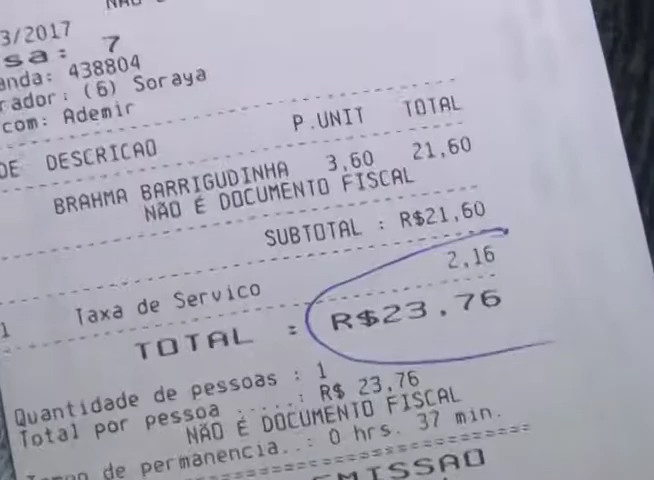 3/2017
sa: 7
anda: 438804
rador: (6) Soraya
com: Ademir
DE DESCRICAO P.UNIT TOTAL
BRAHMA BARRIGUDINHA 3,60 21,60
NÃO É DOCUMENTO FISCAL
SUBTOTAL : R$21,60
1 Taxa de Servico 2,16
TOTAL : R$23,76
Quantidade de pessoas : 1
Total por pessoa .....: R$ 23,76
NÃO É DOCUMENTO FISCAL
de permanencia..: 0 hrs. 37 min.